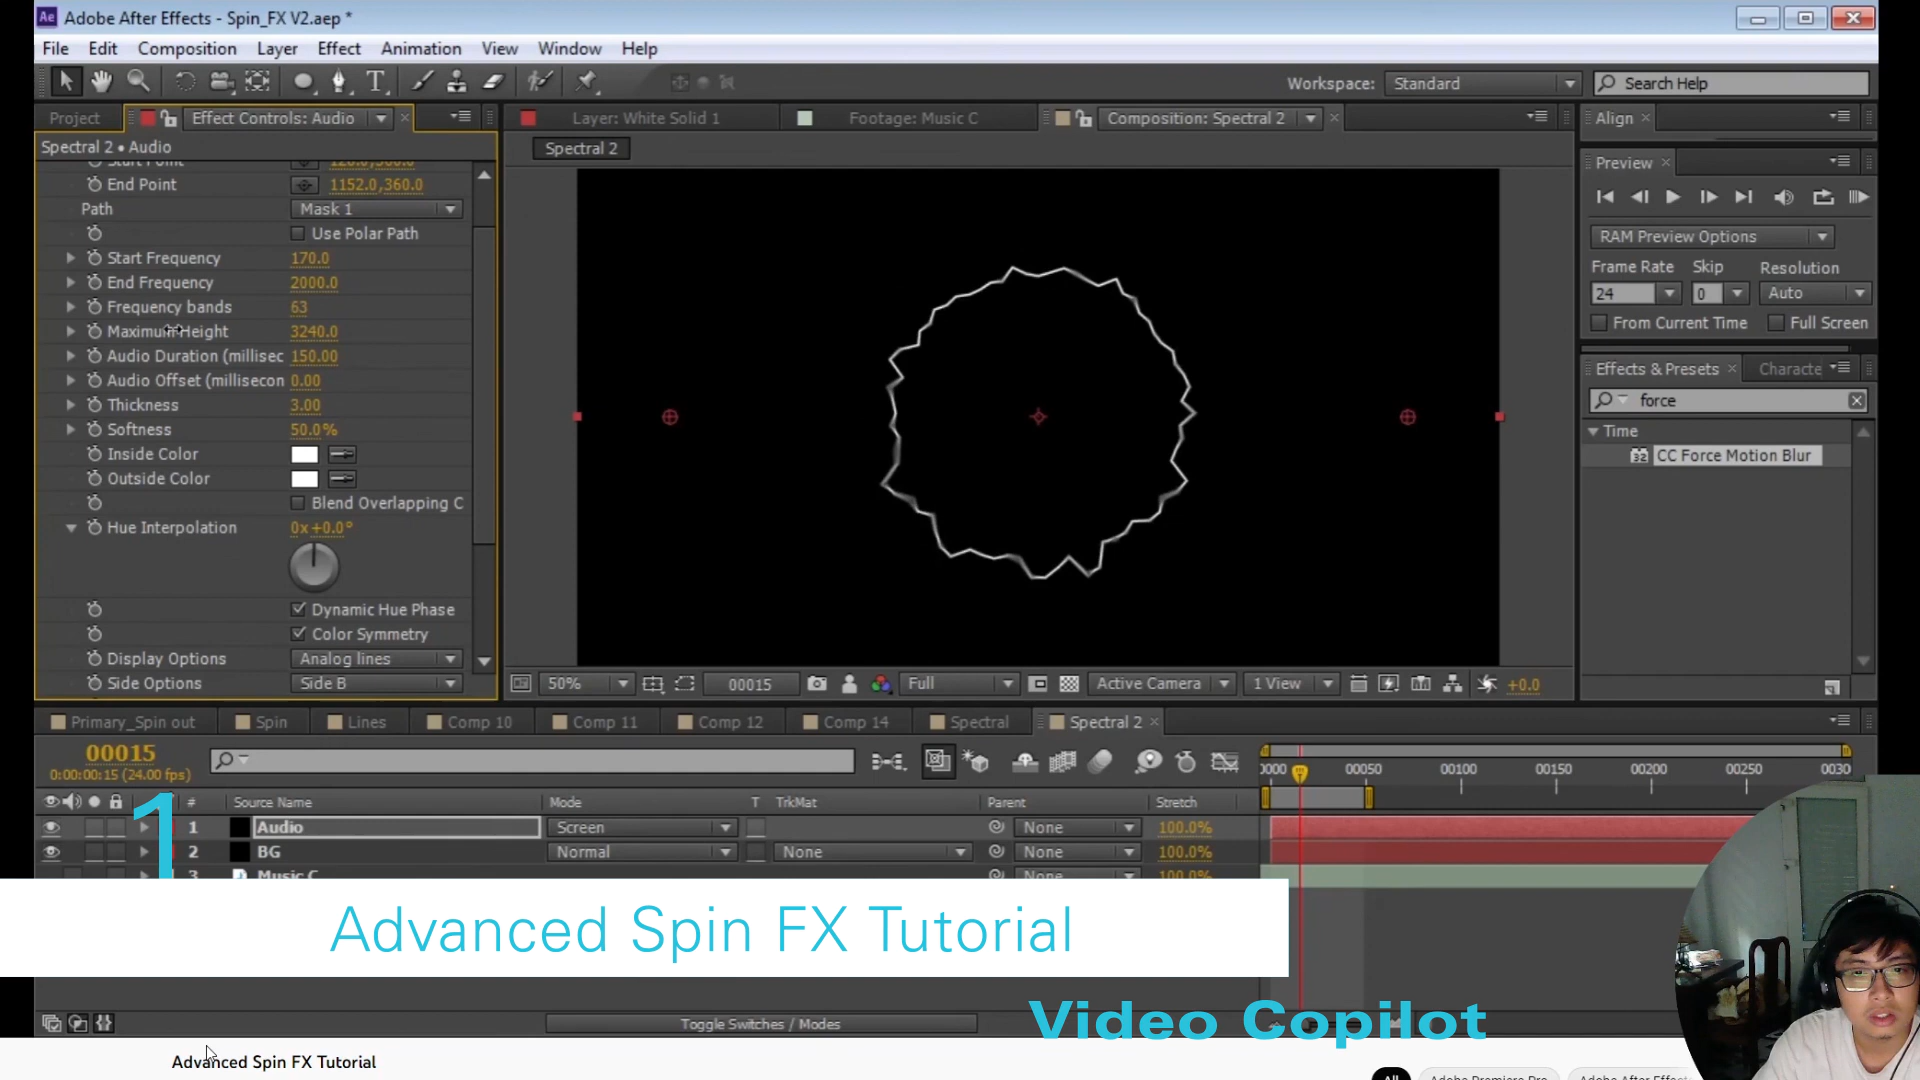 Adobe After Effects - Spin_FX V2.aep *
File Edit Composition Layer Effect Animation View Window Help
Workspace: Standard Search Help
Project Effect Controls: Audio Layer: White Solid 1 Footage: Music C Composition: Spectral 2 Align
Spectral 2 • Audio
Spectral 2
Start Point 128.0,360.0
End Point 1152.0,360.0
Path Mask 1
Use Polar Path
Start Frequency 170.0
End Frequency 2000.0
Frequency bands 63
Maximum Height 3240.0
Audio Duration (millisec 150.00
Audio Offset (millisecon 0.00
Thickness 3.00
Softness 50.0%
Inside Color
Outside Color
Blend Overlapping C
Hue Interpolation 0x+0.0°
Dynamic Hue Phase
Color Symmetry
Display Options Analog lines
Side Options Side B
50% 00015 Full Active Camera 1 View +0.0
Preview
RAM Preview Options
Frame Rate Skip Resolution
24 0 Auto
From Current Time Full Screen
Effects & Presets Characte
force
Time
32 CC Force Motion Blur
Primary_Spin out Spin Lines Comp 10 Comp 11 Comp 12 Comp 14 Spectral Spectral 2
00015
0:00:00:15 (24.00 fps)
0000 00050 00100 00150 00200 00250 0030
# Source Name Mode T TrkMat Parent Stretch
1 Audio Screen None 100.0%
2 BG Normal None None 100.0%
3 Music C None 100.0%
1
Advanced Spin FX Tutorial
Video Copilot
Toggle Switches / Modes
Advanced Spin FX Tutorial
All Adobe Premiere Pro Adobe After Effect